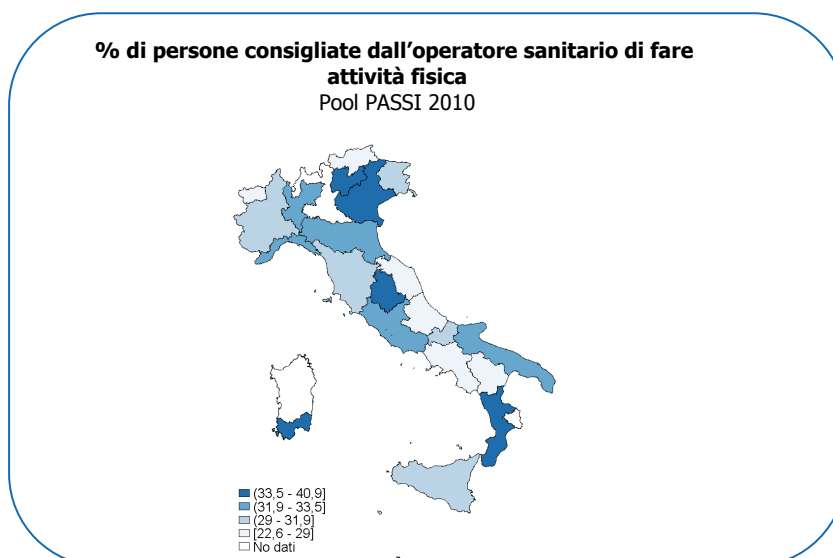 % di persone consigliate dall’operatore sanitario di fare
attività fisica
Pool PASSI 2010
(33,5 - 40,9]
(31,9 - 33,5]
(29 - 31,9]
[22,6 - 29]
No dati